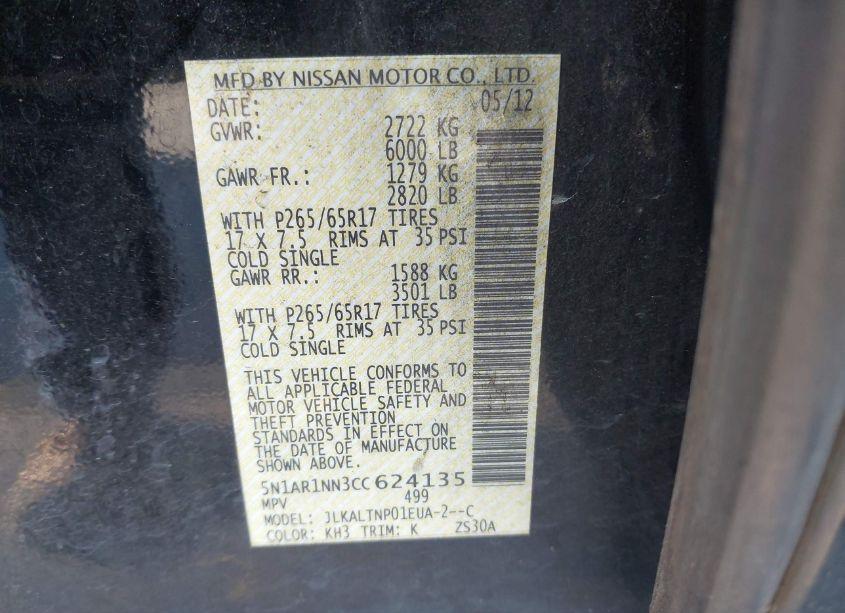 MFD BY NISSAN MOTOR CO., LTD.
DATE: 05/12
GVWR: 2722 KG
6000 LB
GAWR FR.: 1279 KG
2820 LB
WITH P265/65R17 TIRES
17 X 7.5 RIMS AT 35 PSI
COLD SINGLE
GAWR RR.: 1588 KG
3501 LB
WITH P265/65R17 TIRES
17 X 7.5 RIMS AT 35 PSI
COLD SINGLE
THIS VEHICLE CONFORMS TO
ALL APPLICABLE FEDERAL
MOTOR VEHICLE SAFETY AND
THEFT PREVENTION
STANDARDS IN EFFECT ON
THE DATE OF MANUFACTURE
SHOWN ABOVE.
5N1AR1NN3CC 624135
MPV 499
MODEL: JLKALTNP01EUA-2--C
COLOR: KH3 TRIM: K ZS30A